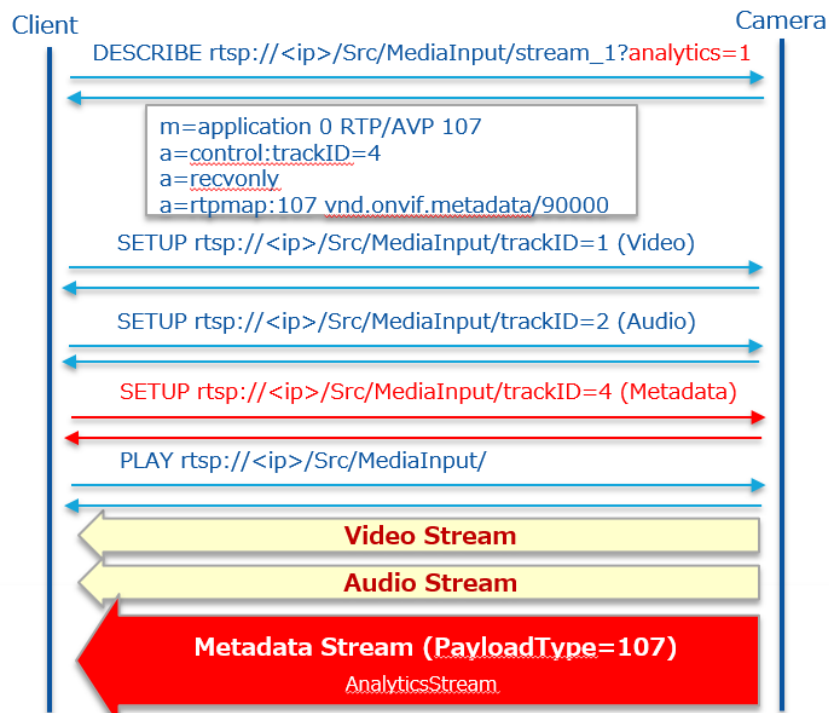 Client
Camera
DESCRIBE rtsp://<ip>/Src/MediaInput/stream_1?analytics=1
m=application 0 RTP/AVP 107
a=control:trackID=4
a=recvonly
a=rtpmap:107 vnd.onvif.metadata/90000
SETUP rtsp://<ip>/Src/MediaInput/trackID=1 (Video)
SETUP rtsp://<ip>/Src/MediaInput/trackID=2 (Audio)
SETUP rtsp://<ip>/Src/MediaInput/trackID=4 (Metadata)
PLAY rtsp://<ip>/Src/MediaInput/
Video Stream
Audio Stream
Metadata Stream (PayloadType=107)
AnalyticsStream